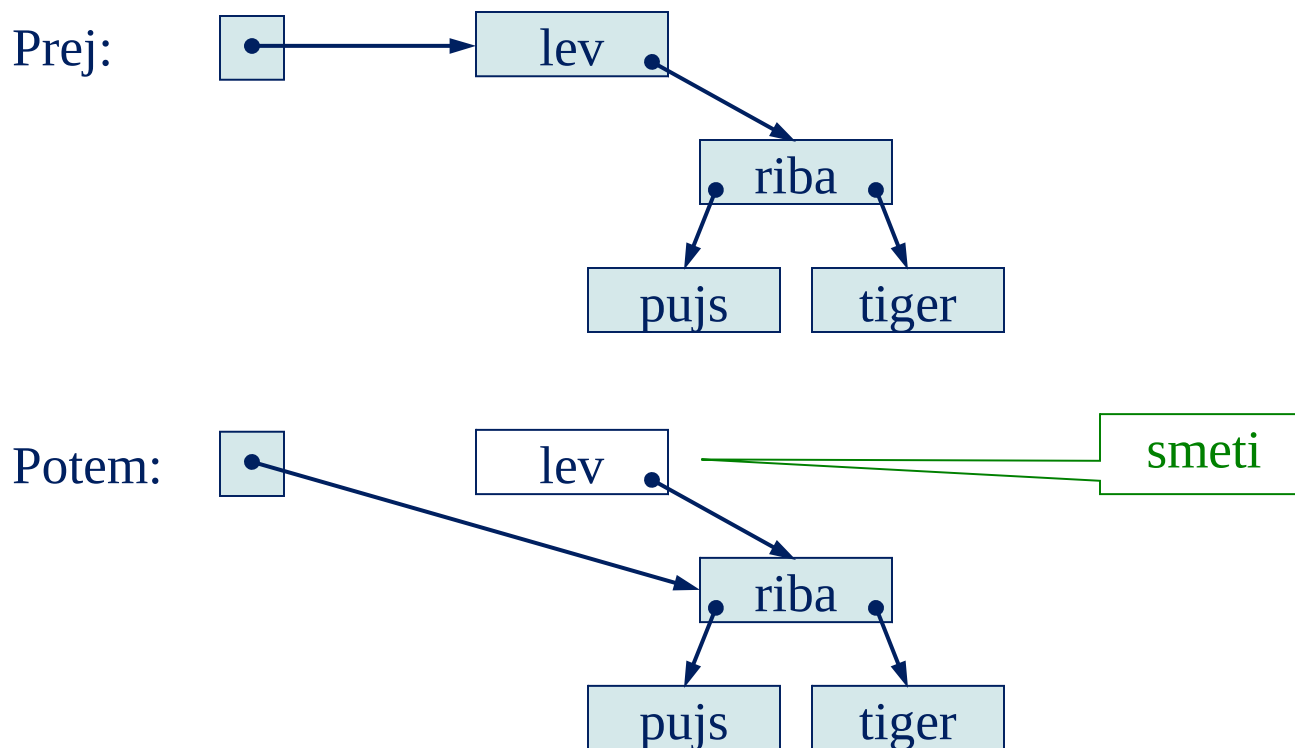 Prej:
lev
riba
pujs
tiger
Potem:
lev
smeti
riba
pujs
tiger